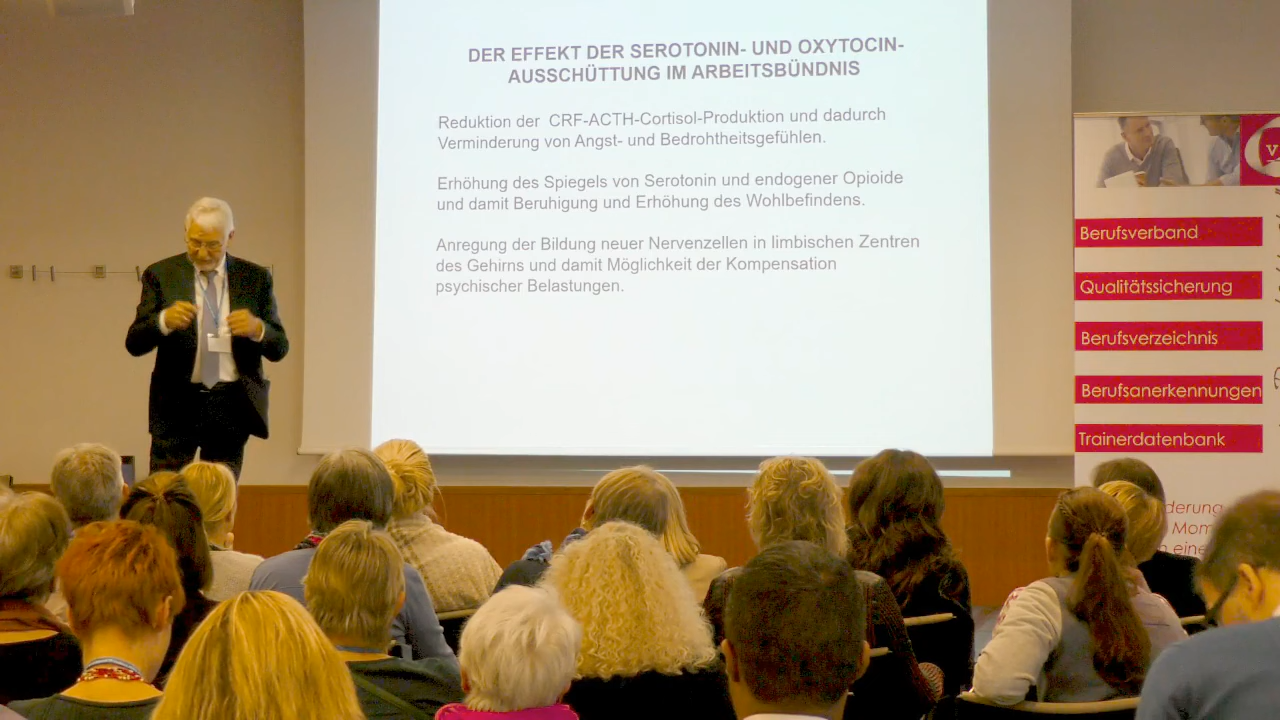 DER EFFEKT DER SEROTONIN- UND OXYTOCIN-
AUSSCHÜTTUNG IM ARBEITSBÜNDNIS
Reduktion der CRF-ACTH-Cortisol-Produktion und dadurch
Verminderung von Angst- und Bedrohtheitsgefühlen.
Erhöhung des Spiegels von Serotonin und endogener Opioide
und damit Beruhigung und Erhöhung des Wohlbefindens.
Anregung der Bildung neuer Nervenzellen in limbischen Zentren
des Gehirns und damit Möglichkeit der Kompensation
psychischer Belastungen.
Berufsverband
Qualitätssicherung
Berufsverzeichnis
Berufsanerkennungen
Trainerdatenbank